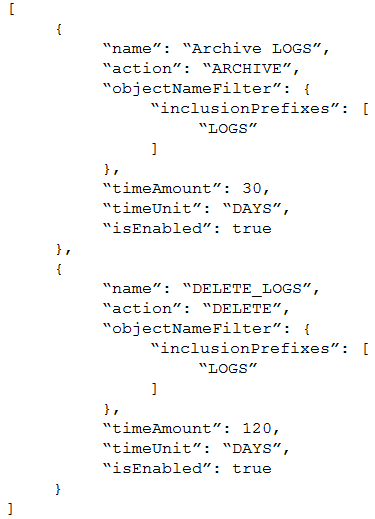 [
{
“name”: “Archive LOGS”,
“action”: “ARCHIVE”,
“objectNameFilter”: {
“inclusionPrefixes”: [
“LOGS”
]
},
“timeAmount”: 30,
“timeUnit”: “DAYS”,
“isEnabled”: true
},
{
“name”: “DELETE_LOGS”,
“action”: “DELETE”,
“objectNameFilter”: {
“inclusionPrefixes”: [
“LOGS”
]
},
“timeAmount”: 120,
“timeUnit”: “DAYS”,
“isEnabled”: true
}
]